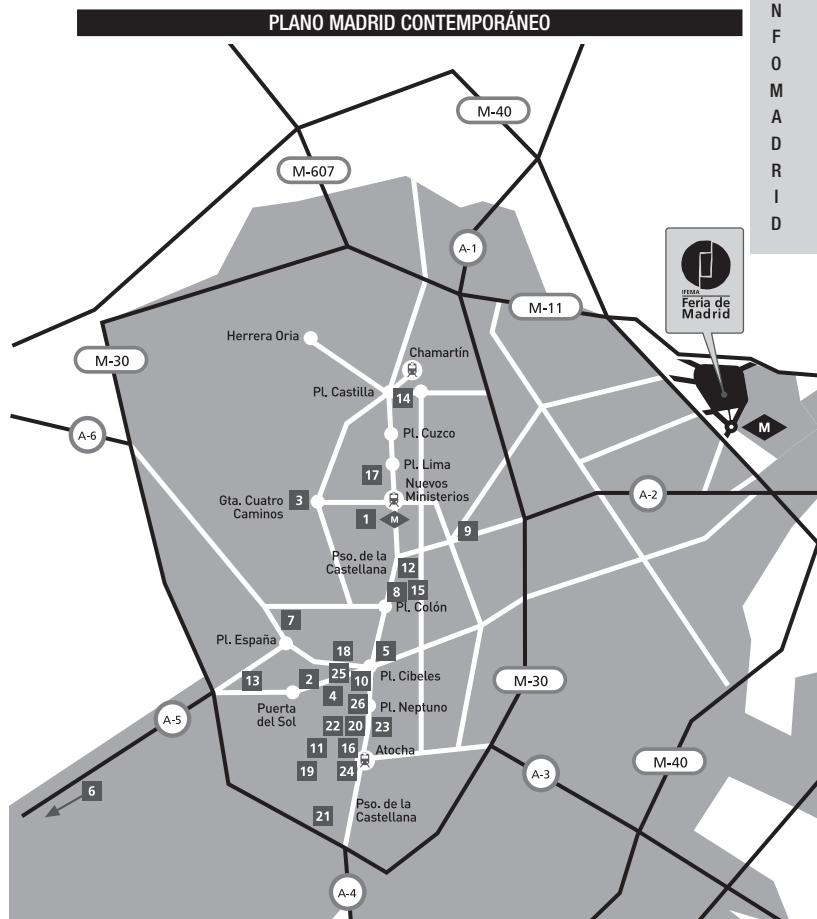 PLANO MADRID CONTEMPORÁNEO
N
F
O
M
A
D
R
I
D
M-40
M-607
A-1
IFEMA
Feria de
Madrid
M-11
Herrera Oria
Chamartín
M-30
Pl. Castilla
14
A-6
Pl. Cuzco
M
17
Pl. Lima
Nuevos
Ministerios
Gta. Cuatro
Caminos
3
A-2
1
M
9
Pso. de la
Castellana
12
8
15
Pl. Colón
7
Pl. España
18
5
25
Pl. Cibeles
13
2
10
M-30
4
26
Pl. Neptuno
Puerta
del Sol
A-5
22
20
23
11
16
Atocha
M-40
19
24
A-3
6
Pso. de la
Castellana
21
A-4